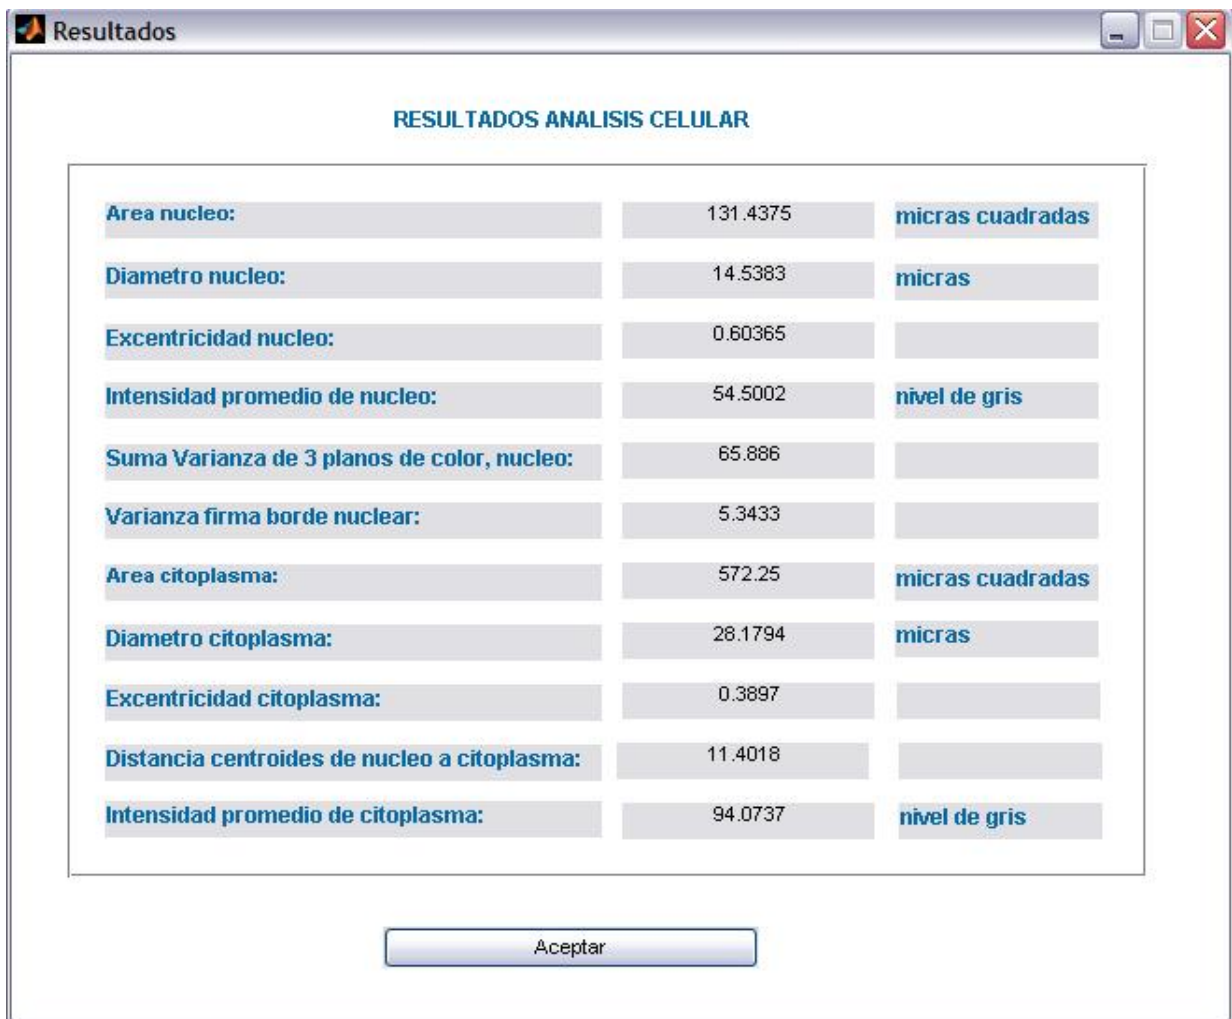 Resultados
RESULTADOS ANALISIS CELULAR
Area nucleo: 131.4375 micras cuadradas
Diametro nucleo: 14.5383 micras
Excentricidad nucleo: 0.60365
Intensidad promedio de nucleo: 54.5002 nivel de gris
Suma Varianza de 3 planos de color, nucleo: 65.886
Varianza firma borde nuclear: 5.3433
Area citoplasma: 572.25 micras cuadradas
Diametro citoplasma: 28.1794 micras
Excentricidad citoplasma: 0.3897
Distancia centroides de nucleo a citoplasma: 11.4018
Intensidad promedio de citoplasma: 94.0737 nivel de gris
Aceptar